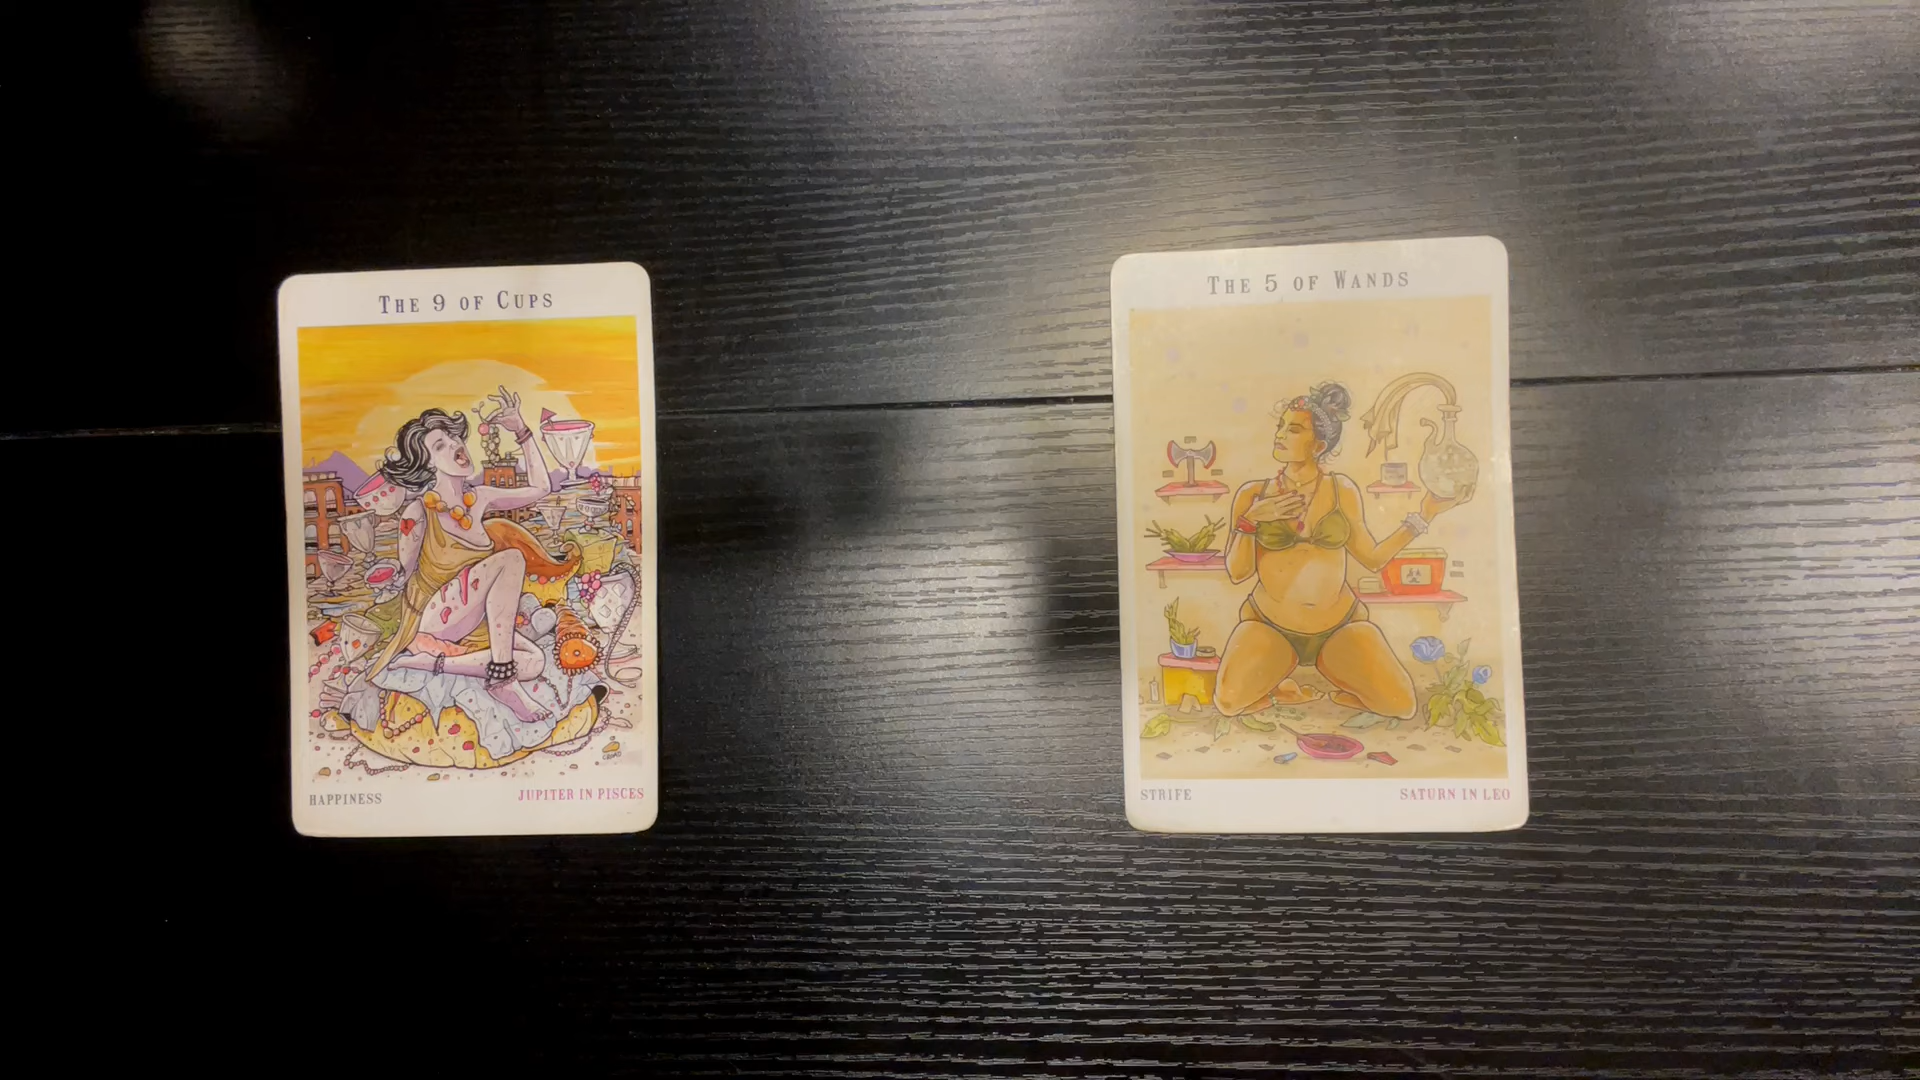 THE 9 OF CUPS
HAPPINESS
JUPITER IN PISCES
THE 5 OF WANDS
STRIFE
SATURN IN LEO